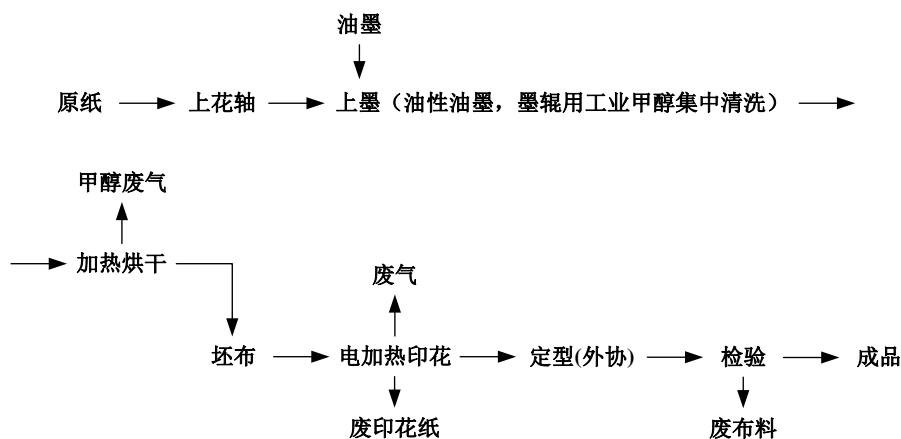 油墨
原纸 上花轴 上墨（油性油墨，墨辊用工业甲醇集中清洗）
甲醇废气
加热烘干
废气
坯布 电加热印花 定型(外协) 检验 成品
废印花纸 废布料